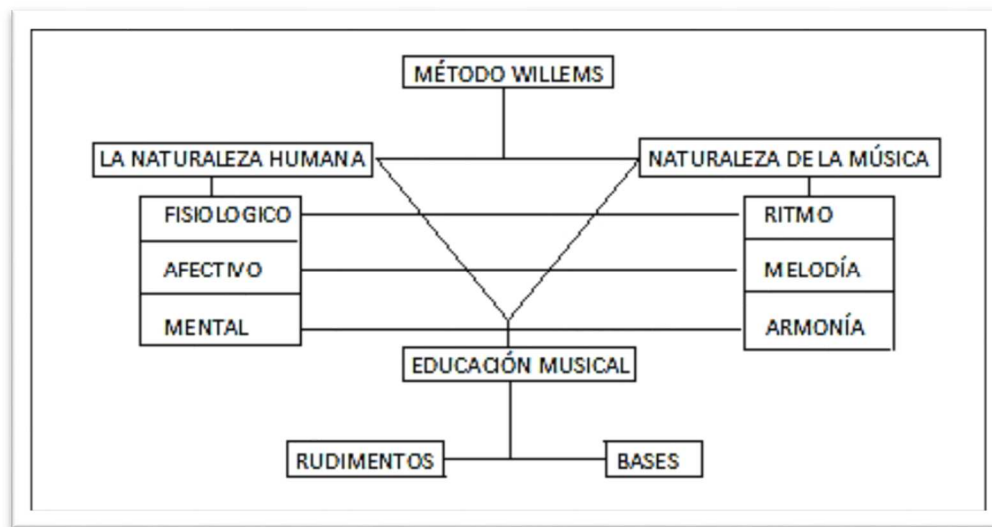 MÉTODO WILLEMS
LA NATURALEZA HUMANA
NATURALEZA DE LA MÚSICA
FISIOLOGICO
RITMO
AFECTIVO
MELODÍA
MENTAL
ARMONÍA
EDUCACIÓN MUSICAL
RUDIMENTOS
BASES